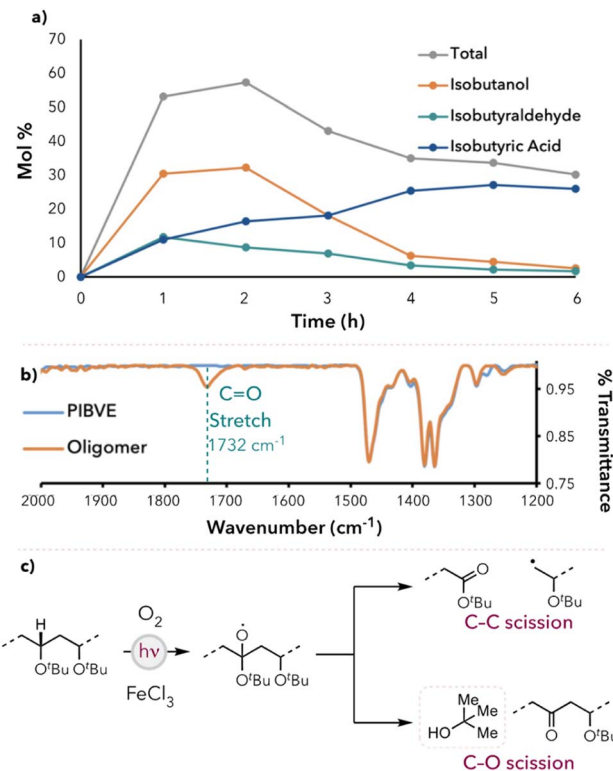 a)
70
60
50
40
30
20
10
0
Mol %
Total
Isobutanol
Isobutyraldehyde
Isobutyric Acid
0 1 2 3 4 5 6
Time (h)
b)
PIBVE
Oligomer
C=O
Stretch
1732 cm⁻¹
0.95
0.85
0.75
% Transmittance
2000 1900 1800 1700 1600 1500 1400 1300 1200
Wavenumber (cm⁻¹)
c)
H
OᵗBu OᵗBu
O₂
hν
FeCl₃
O·
OᵗBu OᵗBu
O
OᵗBu
OᵗBu
C–C scission
Me
Me
HO Me
O OᵗBu
C–O scission